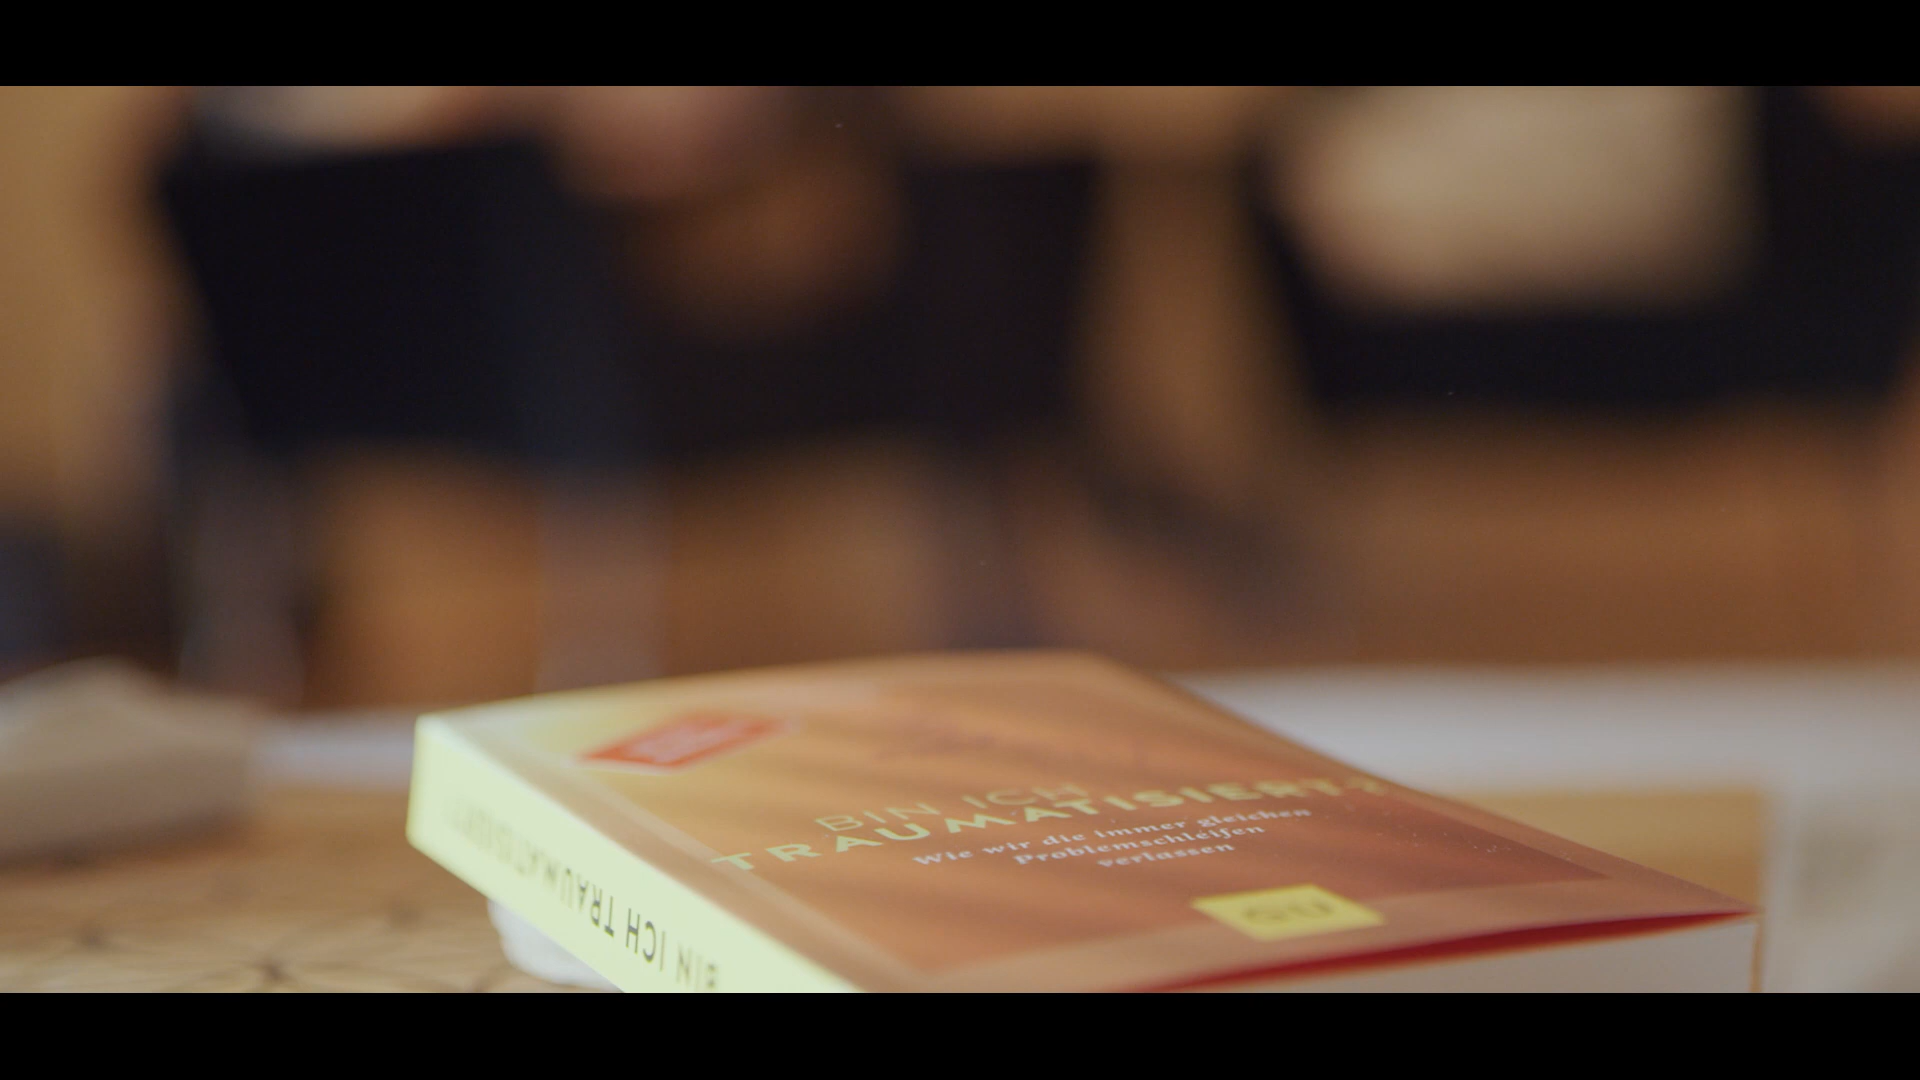 BIN ICH
TRAUMATISIERT?
Wie wir die immer gleichen
Problemschleifen
verlassen
GU
BIN ICH TRAUMATISIERT?